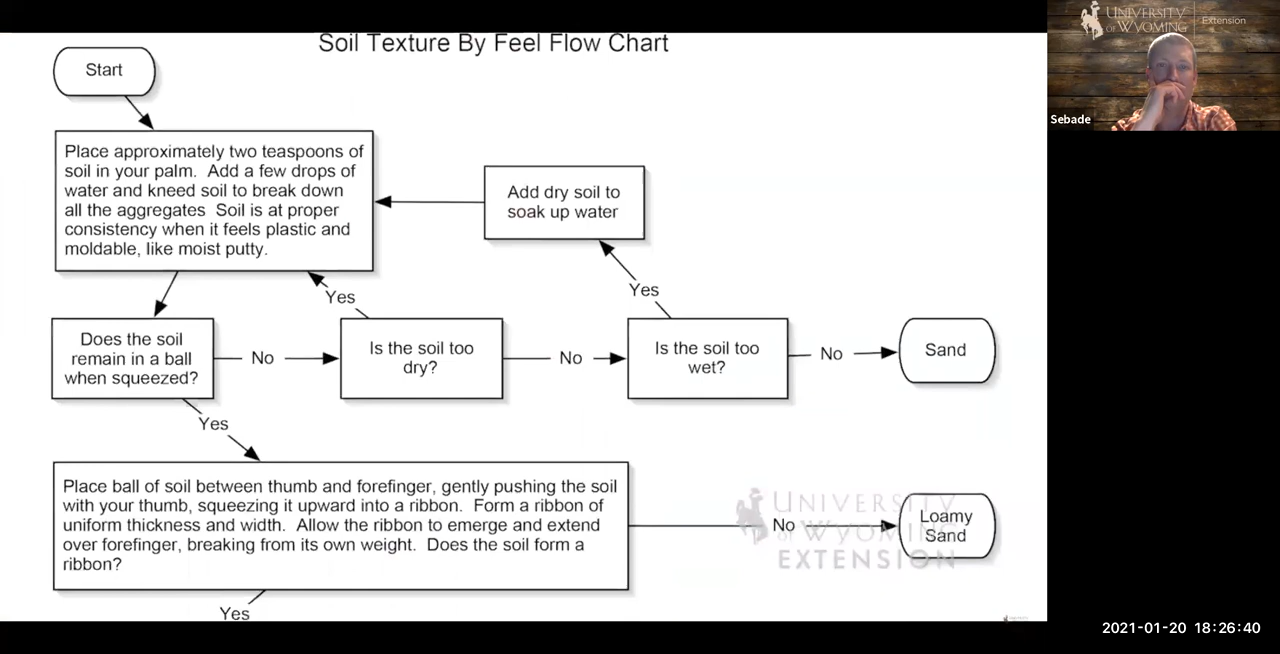 Soil Texture By Feel Flow Chart
Start
Place approximately two teaspoons of
soil in your palm.  Add a few drops of
water and kneed soil to break down
all the aggregates  Soil is at proper
consistency when it feels plastic and
moldable, like moist putty.
Add dry soil to
soak up water
Yes
Yes
Does the soil
remain in a ball
when squeezed?
No
Is the soil too
dry?
No
Is the soil too
wet?
No
Sand
Yes
Place ball of soil between thumb and forefinger, gently pushing the soil
with your thumb, squeezing it upward into a ribbon.  Form a ribbon of
uniform thickness and width.  Allow the ribbon to emerge and extend
over forefinger, breaking from its own weight.  Does the soil form a
ribbon?
No
Loamy
Sand
Yes
UNIVERSITY
OF WYOMING
EXTENSION
UNIVERSITY
OF WYOMING
Extension
Sebade
2021-01-20 18:26:40